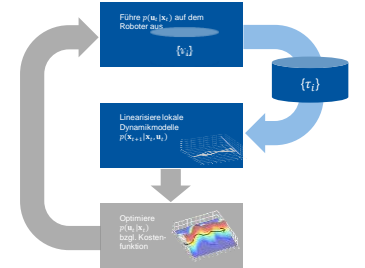 Führe p(uₜ|xₜ) auf dem
Roboter aus
{𝜏ᵢ}
Linearisiere lokale
Dynamikmodelle
p(xₜ₊₁|xₜ, uₜ)
Optimiere
p(uₜ|xₜ)
bzgl. Kosten-
funktion